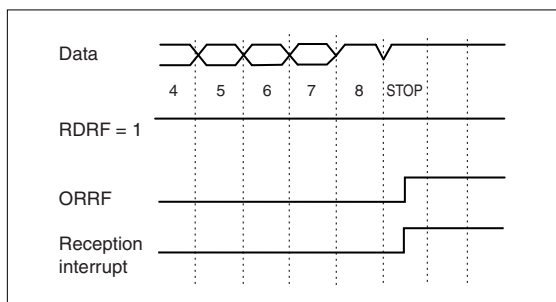 Data
4 5 6 7 8 STOP
RDRF = 1
ORRF
Reception
interrupt